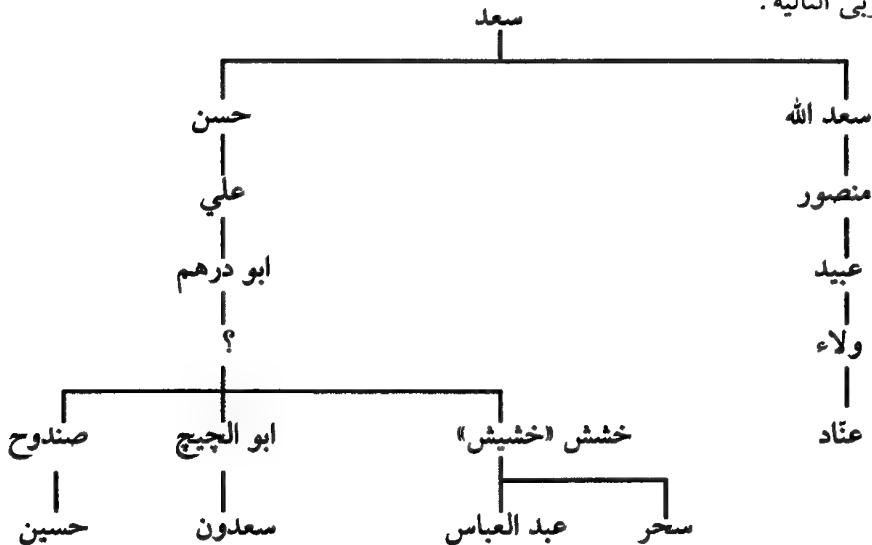 ربى التالية.
سعد
سعد الله حسن
منصور علي
عبيد ابو درهم
ولاء ؟
عنّاد خشش «خشيش» ابو الچيچ صندوح
سحر عبد العباس سعدون حسين